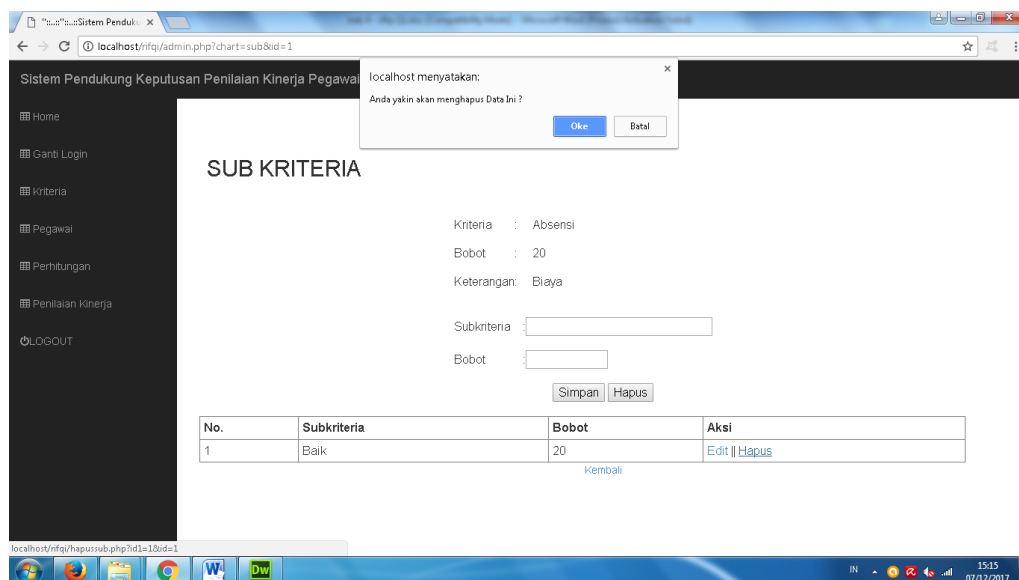 "::..::"::..::Sistem Penduku
localhost/rifqi/admin.php?chart=sub&id=1
Sistem Pendukung Keputusan Penilaian Kinerja Pegawai
localhost menyatakan:
Anda yakin akan menghapus Data Ini ?
Oke Batal
Home
Ganti Login
Kriteria
Pegawai
Perhitungan
Penilaian Kinerja
LOGOUT
SUB KRITERIA
Kriteria : Absensi
Bobot : 20
Keterangan: Biaya
Subkriteria :
Bobot :
Simpan Hapus
No. Subkriteria Bobot Aksi
1 Baik 20 Edit || Hapus
Kembali
localhost/rifqi/hapussub.php?id1=1&id=1
W
Dw
IN
15:15
07/12/2017